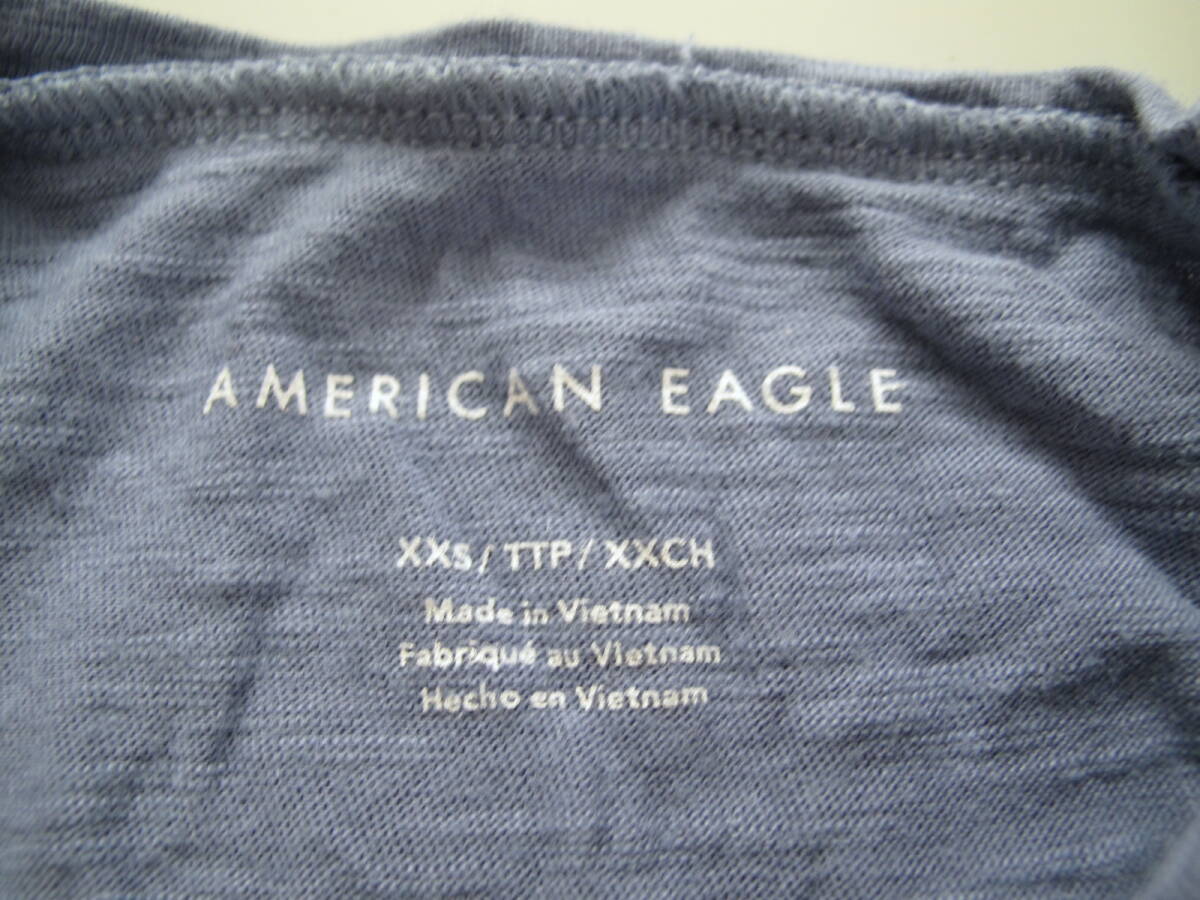 AMERICAN EAGLE
XXS/TTP/XXCH
Made in Vietnam
Fabriqué au Vietnam
Hecho en Vietnam